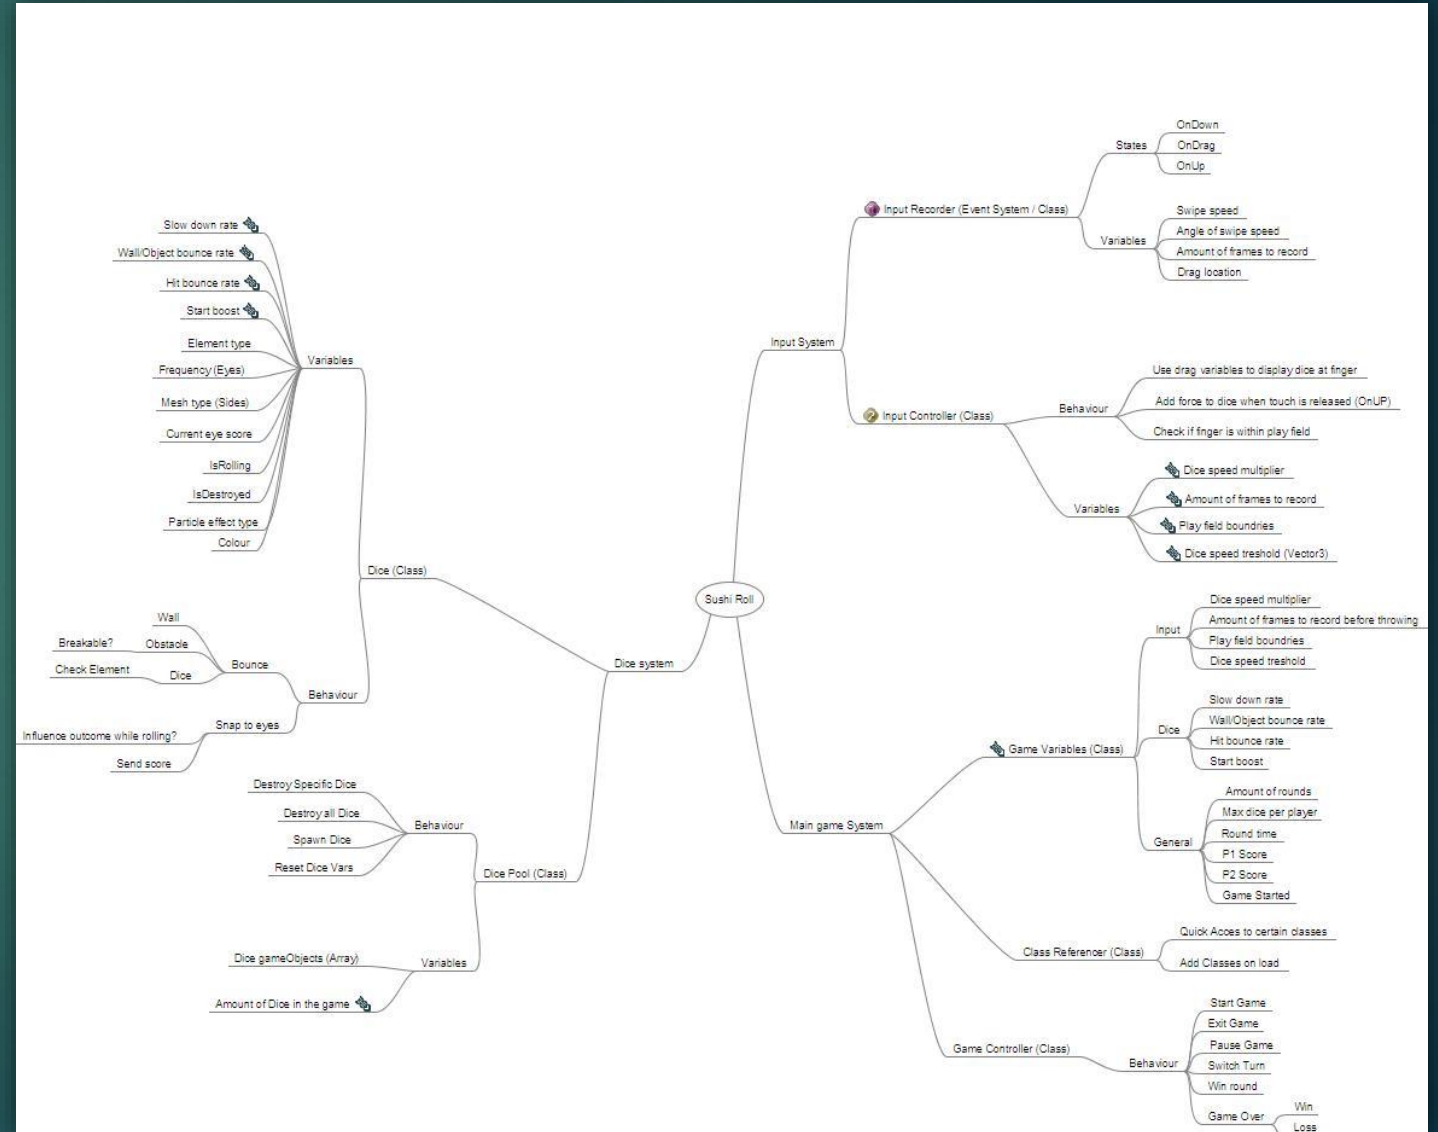 Sushi Roll
Input System
Input Recorder (Event System / Class)
States
OnDown
OnDrag
OnUp
Variables
Swipe speed
Angle of swipe speed
Amount of frames to record
Drag location
Input Controller (Class)
Behaviour
Use drag variables to display dice at finger
Add force to dice when touch is released (OnUP)
Check if finger is within play field
Variables
Dice speed multiplier
Amount of frames to record
Play field boundries
Dice speed treshold (Vector3)
Main game System
Game Variables (Class)
Input
Dice speed multiplier
Amount of frames to record before throwing
Play field boundries
Dice speed treshold
Dice
Slow down rate
Wall/Object bounce rate
Hit bounce rate
Start boost
General
Amount of rounds
Max dice per player
Round time
P1 Score
P2 Score
Game Started
Class Referencer (Class)
Quick Acces to certain classes
Add Classes on load
Game Controller (Class)
Behaviour
Start Game
Exit Game
Pause Game
Switch Turn
Win round
Game Over
Win
Loss
Dice system
Dice (Class)
Variables
Slow down rate
Wall/Object bounce rate
Hit bounce rate
Start boost
Element type
Frequency (Eyes)
Mesh type (Sides)
Current eye score
IsRolling
IsDestroyed
Particle effect type
Colour
Behaviour
Bounce
Wall
Obstacle
Breakable?
Dice
Check Element
Snap to eyes
Influence outcome while rolling?
Send score
Dice Pool (Class)
Behaviour
Destroy Specific Dice
Destroy all Dice
Spawn Dice
Reset Dice Vars
Variables
Dice gameObjects (Array)
Amount of Dice in the game